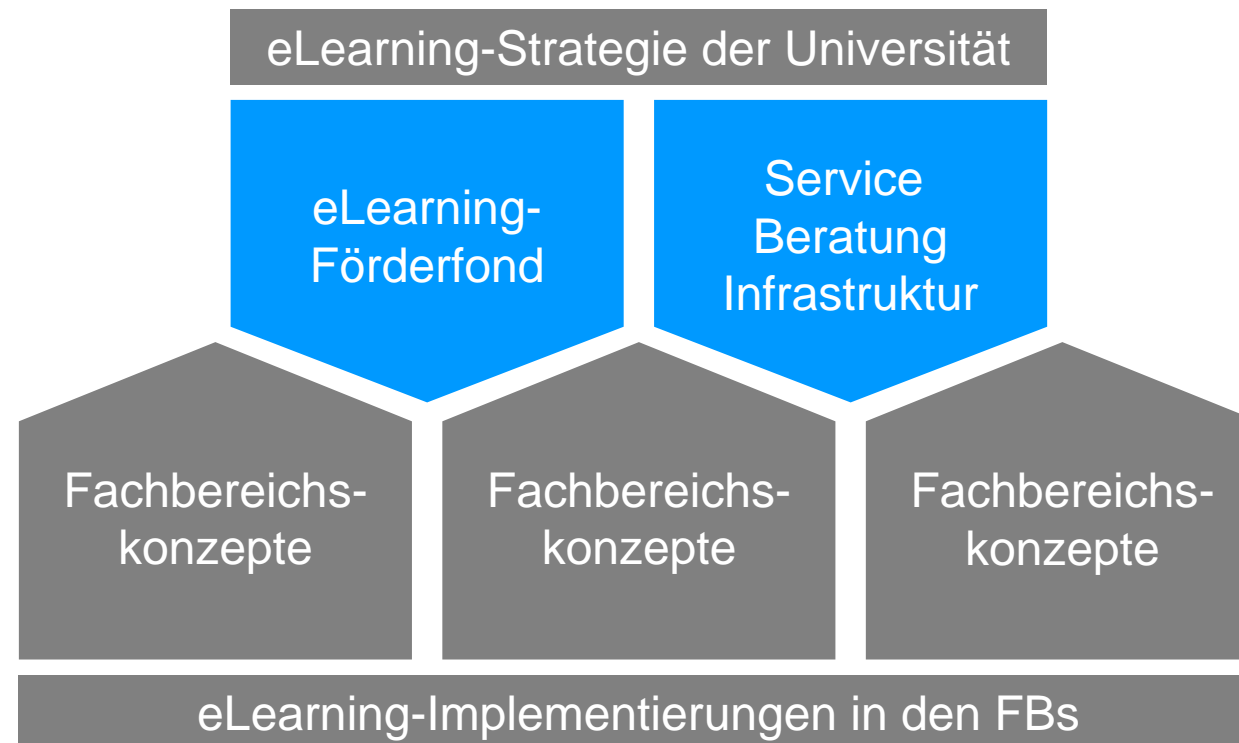 eLearning-Strategie der Universität
eLearning-
Förderfond
Service
Beratung
Infrastruktur
Fachbereichs-
konzepte
Fachbereichs-
konzepte
Fachbereichs-
konzepte
eLearning-Implementierungen in den FBs